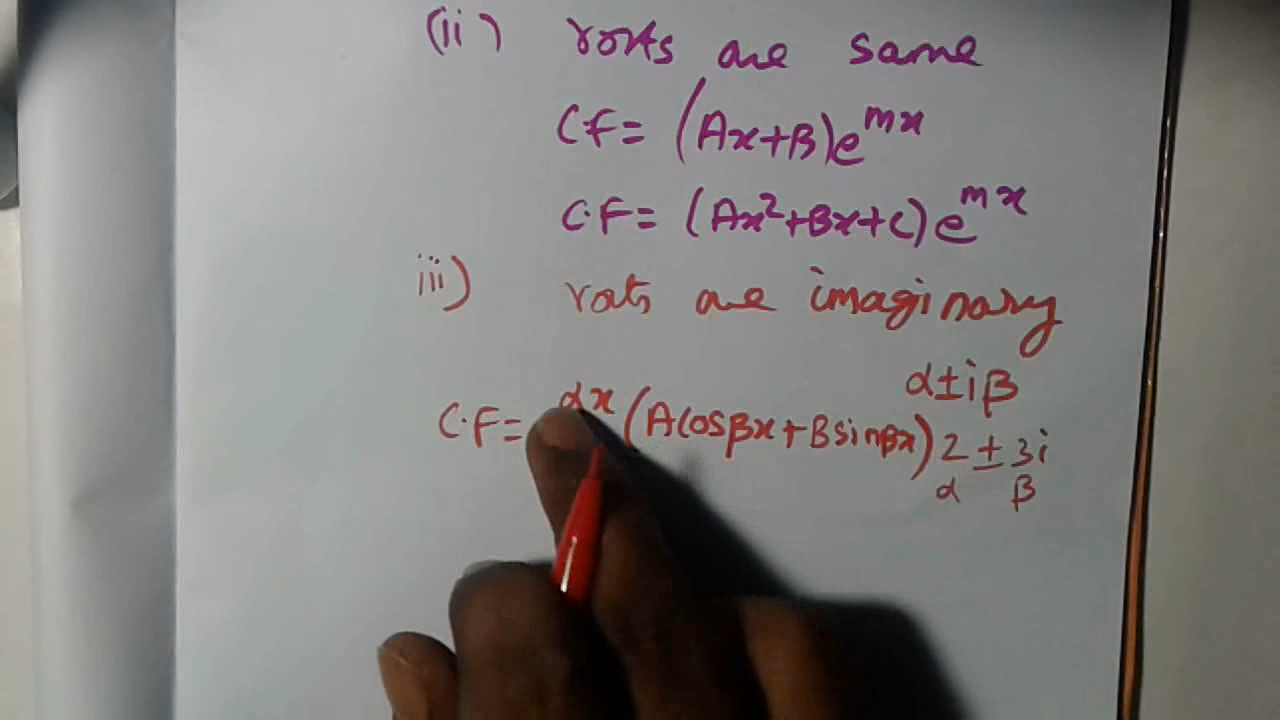 (ii) roots are same
C.F= (Ax+B)e^mx
C.F= (Ax²+Bx+C)e^mx
iii) roots are imaginary
α±iβ
C.F= αx (A cosβx + B sinβx)
2 ± 3i
α β